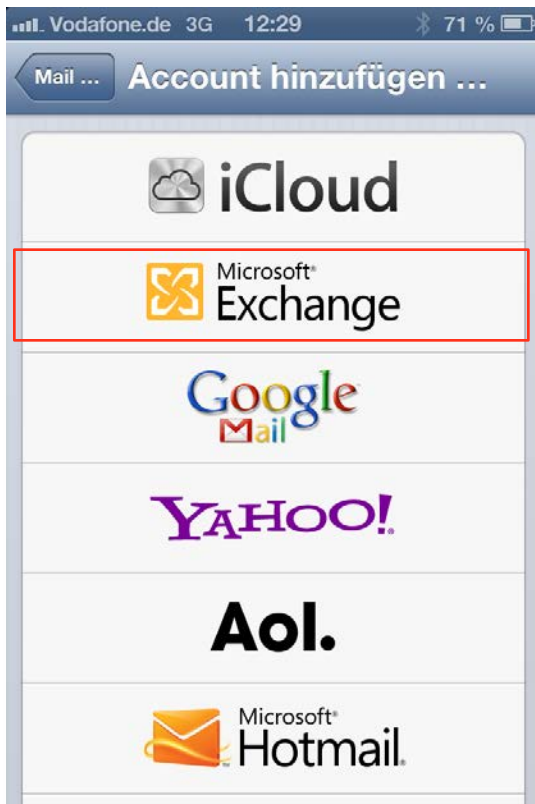 Vodafone.de 3G 12:29 71 %
Mail ... Account hinzufügen ...
iCloud
Microsoft®
Exchange
Google
Mail
YAHOO!
Aol.
Microsoft®
Hotmail.